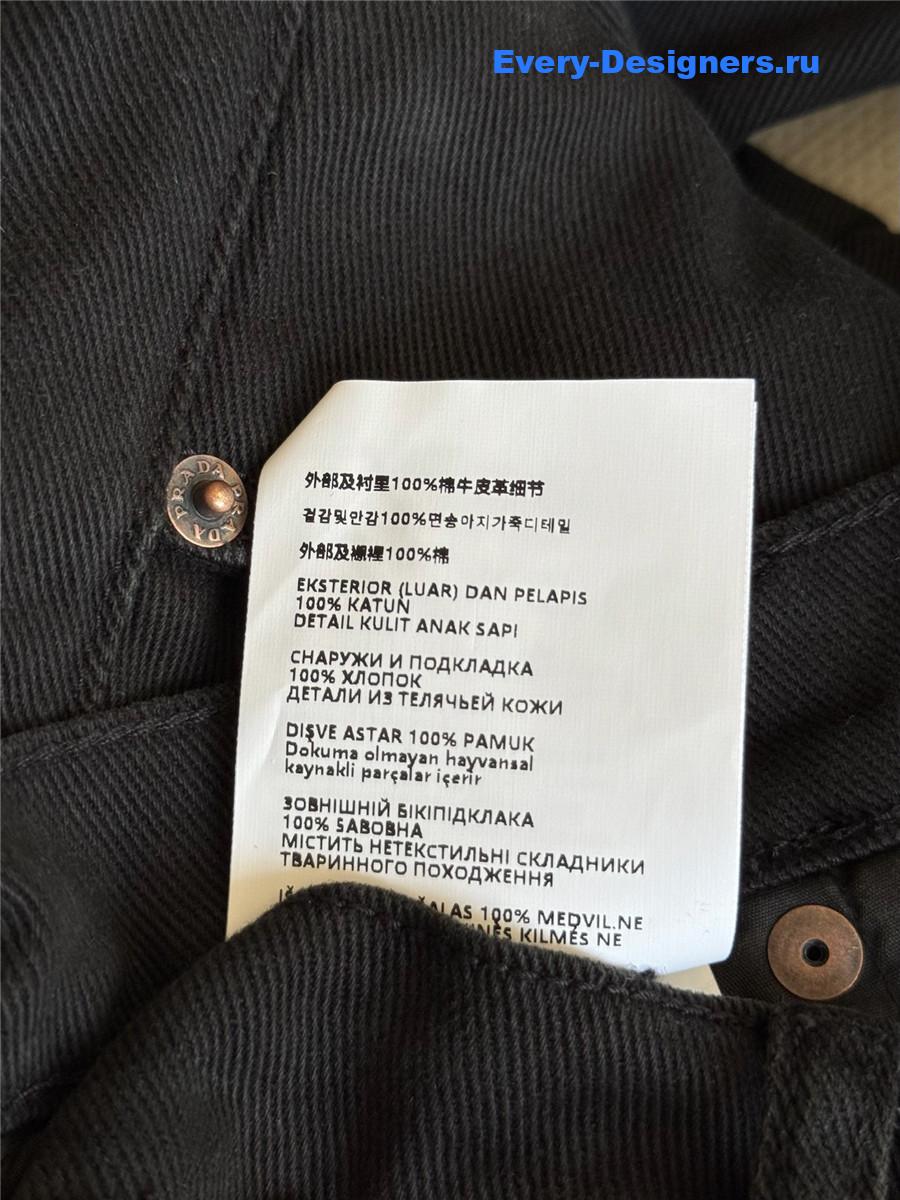 Every-Designers.ru
PRADA PRADA
外部及衬里100%棉牛皮革细节
겉감및안감100%면송아지가죽디테일
外部及襯裡100%棉
EKSTERIOR (LUAR) DAN PELAPIS
100% KATUN
DETAIL KULIT ANAK SAPI
СНАРУЖИ И ПОДКЛАДКА
100% ХЛОПОК
ДЕТАЛИ ИЗ ТЕЛЯЧЬЕЙ КОЖИ
DIŞVE ASTAR 100% PAMUK
Dokuma olmayan hayvansal
kaynakli parçalar içerir
ЗОВНІШНІЙ БІКІПІДКЛАКА
100% БАВОВНА
МІСТИТЬ НЕТЕКСТИЛЬНІ СКЛАДНИКИ
ТВАРИННОГО ПОХОДЖЕННЯ
100% MEDVIL.NE
KILMĖS NE